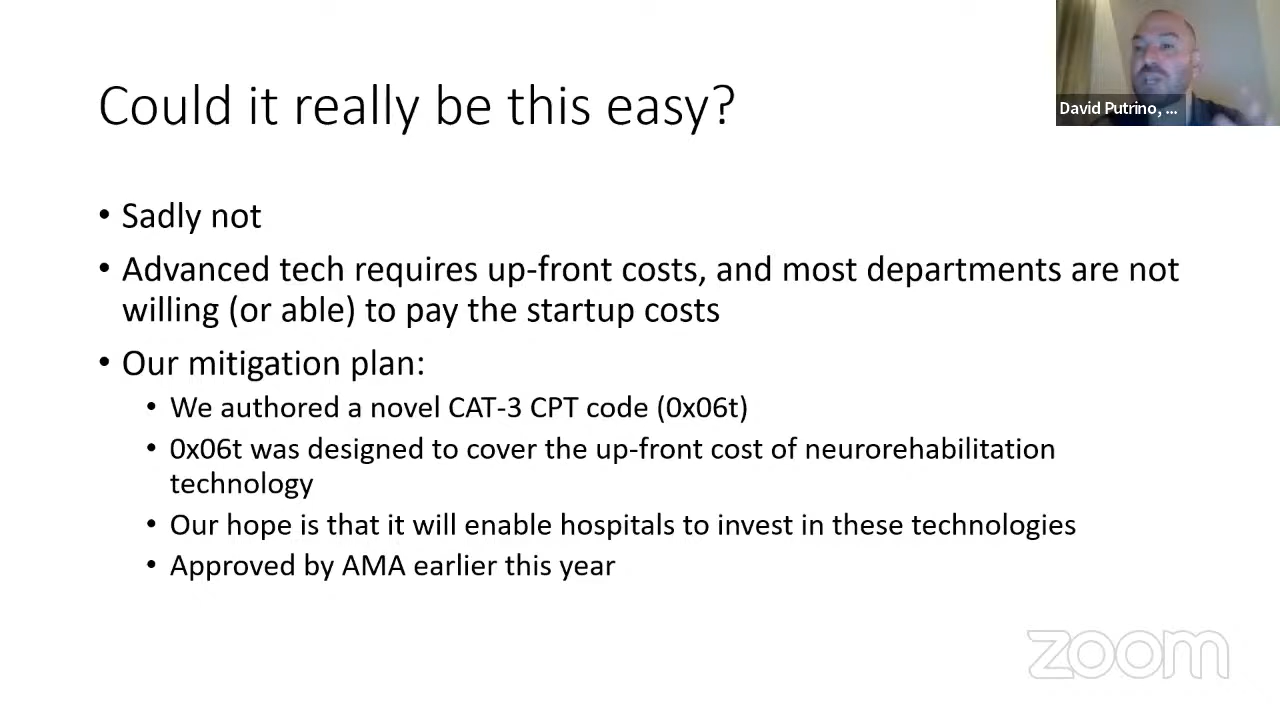 David Putrino, ...
Could it really be this easy?
• Sadly not
• Advanced tech requires up-front costs, and most departments are not
willing (or able) to pay the startup costs
• Our mitigation plan:
• We authored a novel CAT-3 CPT code (0x06t)
• 0x06t was designed to cover the up-front cost of neurorehabilitation
technology
• Our hope is that it will enable hospitals to invest in these technologies
• Approved by AMA earlier this year
zoom